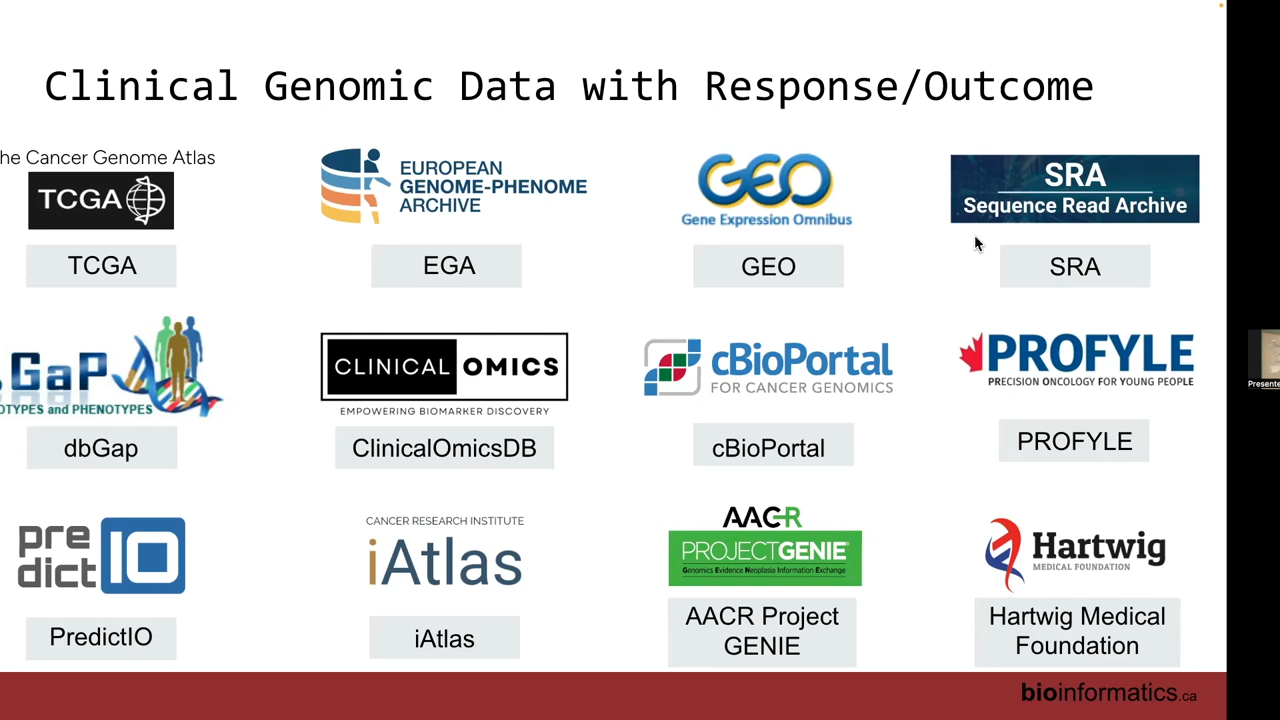 Clinical Genomic Data with Response/Outcome
he Cancer Genome Atlas
TCGA
TCGA
EUROPEAN
GENOME-PHENOME
ARCHIVE
EGA
GEO
Gene Expression Omnibus
GEO
SRA
Sequence Read Archive
SRA
GaP
OTYPES and PHENOTYPES
dbGap
CLINICAL OMICS
EMPOWERING BIOMARKER DISCOVERY
ClinicalOmicsDB
cBioPortal
FOR CANCER GENOMICS
cBioPortal
PROFYLE
PRECISION ONCOLOGY FOR YOUNG PEOPLE
PROFYLE
pre
dict IO
PredictIO
CANCER RESEARCH INSTITUTE
iAtlas
iAtlas
AACR
PROJECT GENIE
Genomics Evidence Neoplasia Information Exchange
AACR Project
GENIE
Hartwig
MEDICAL FOUNDATION
Hartwig Medical
Foundation
bioinformatics.ca
Presente